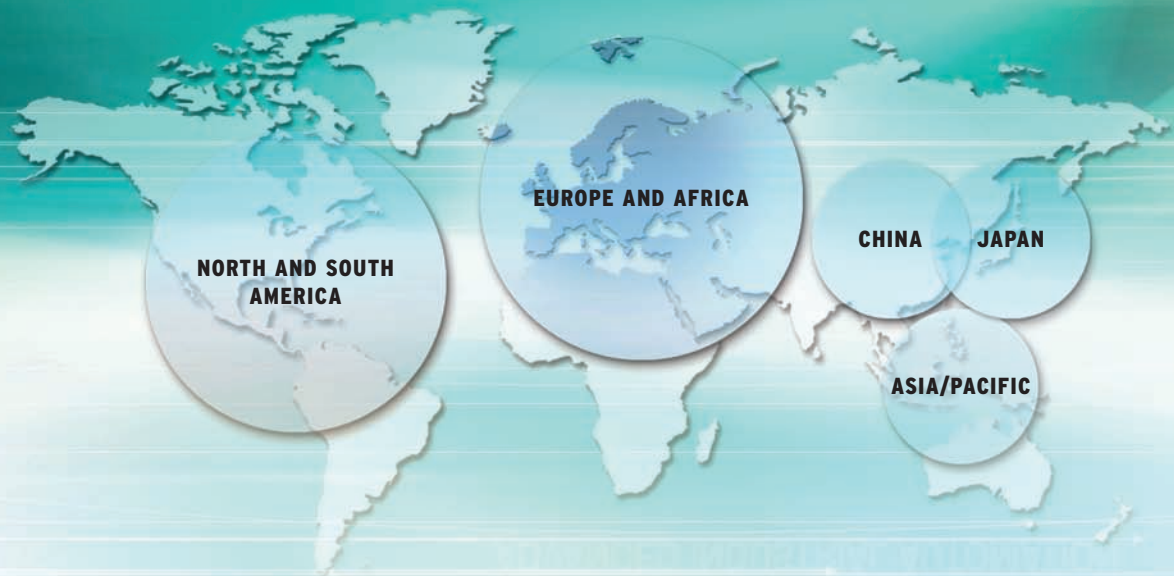 EUROPE AND AFRICA
NORTH AND SOUTH
AMERICA
CHINA
JAPAN
ASIA/PACIFIC